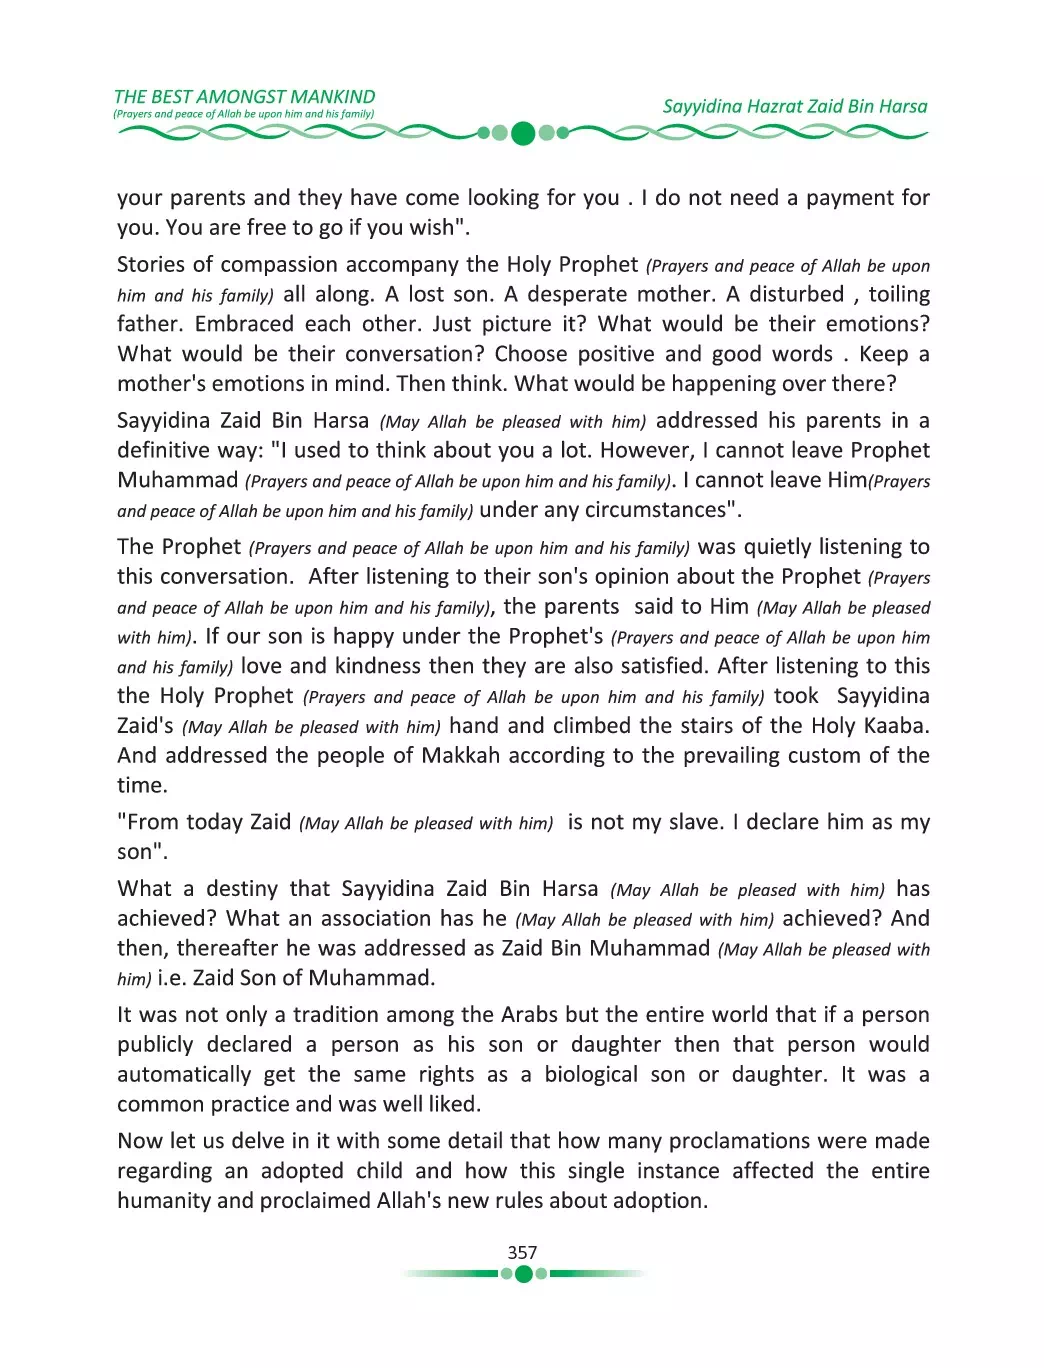 THE BEST AMONGST MANKIND
(Prayers and peace of Allah be upon him and his family)
Sayyidina Hazrat Zaid Bin Harsa
your parents and they have come looking for you . I do not need a payment for
you. You are free to go if you wish".
Stories of compassion accompany the Holy Prophet (Prayers and peace of Allah be upon
him and his family) all along. A lost son. A desperate mother. A disturbed , toiling
father. Embraced each other. Just picture it? What would be their emotions?
What would be their conversation? Choose positive and good words . Keep a
mother's emotions in mind. Then think. What would be happening over there?
Sayyidina Zaid Bin Harsa (May Allah be pleased with him) addressed his parents in a
definitive way: "I used to think about you a lot. However, I cannot leave Prophet
Muhammad (Prayers and peace of Allah be upon him and his family). I cannot leave Him(Prayers
and peace of Allah be upon him and his family) under any circumstances".
The Prophet (Prayers and peace of Allah be upon him and his family) was quietly listening to
this conversation.  After listening to their son's opinion about the Prophet (Prayers
and peace of Allah be upon him and his family), the parents  said to Him (May Allah be pleased
with him). If our son is happy under the Prophet's (Prayers and peace of Allah be upon him
and his family) love and kindness then they are also satisfied. After listening to this
the Holy Prophet (Prayers and peace of Allah be upon him and his family) took  Sayyidina
Zaid's (May Allah be pleased with him) hand and climbed the stairs of the Holy Kaaba.
And addressed the people of Makkah according to the prevailing custom of the
time.
"From today Zaid (May Allah be pleased with him)  is not my slave. I declare him as my
son".
What a destiny that Sayyidina Zaid Bin Harsa (May Allah be pleased with him) has
achieved? What an association has he (May Allah be pleased with him) achieved? And
then, thereafter he was addressed as Zaid Bin Muhammad (May Allah be pleased with
him) i.e. Zaid Son of Muhammad.
It was not only a tradition among the Arabs but the entire world that if a person
publicly declared a person as his son or daughter then that person would
automatically get the same rights as a biological son or daughter. It was a
common practice and was well liked.
Now let us delve in it with some detail that how many proclamations were made
regarding an adopted child and how this single instance affected the entire
humanity and proclaimed Allah's new rules about adoption.
357